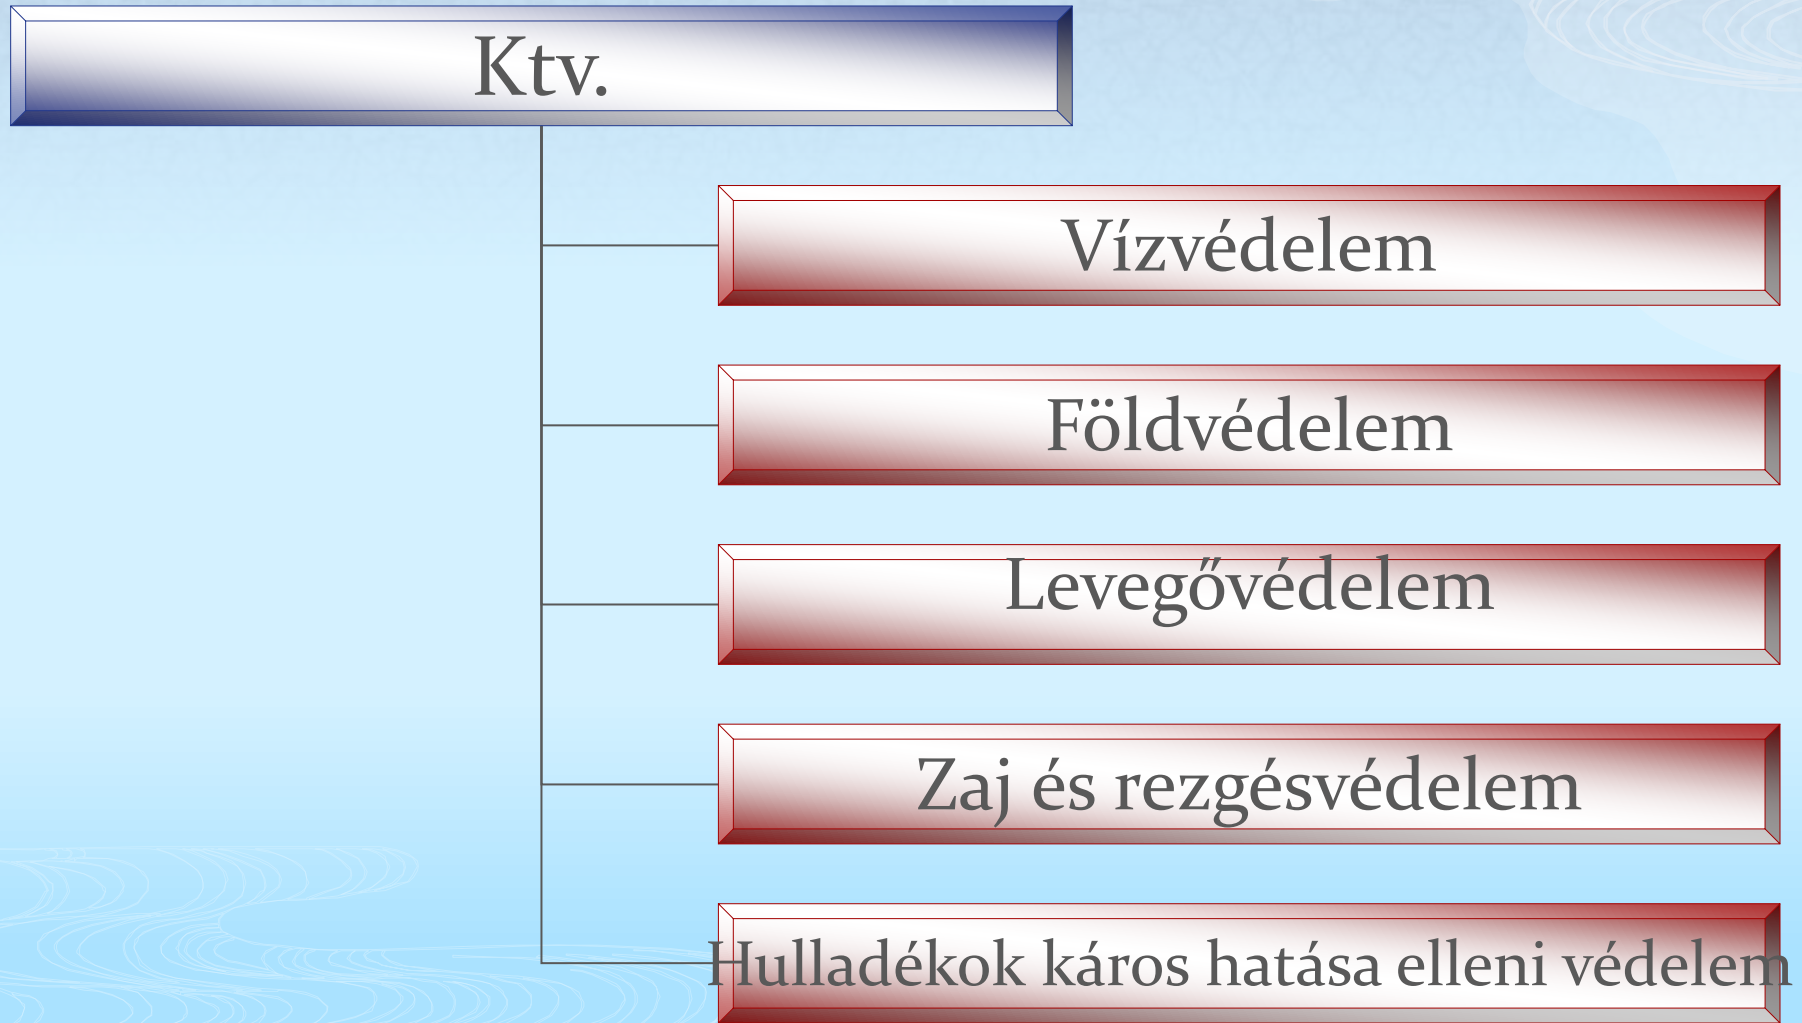 Ktv.
Vízvédelem
Földvédelem
Levegővédelem
Zaj és rezgésvédelem
Hulladékok káros hatása elleni védelem